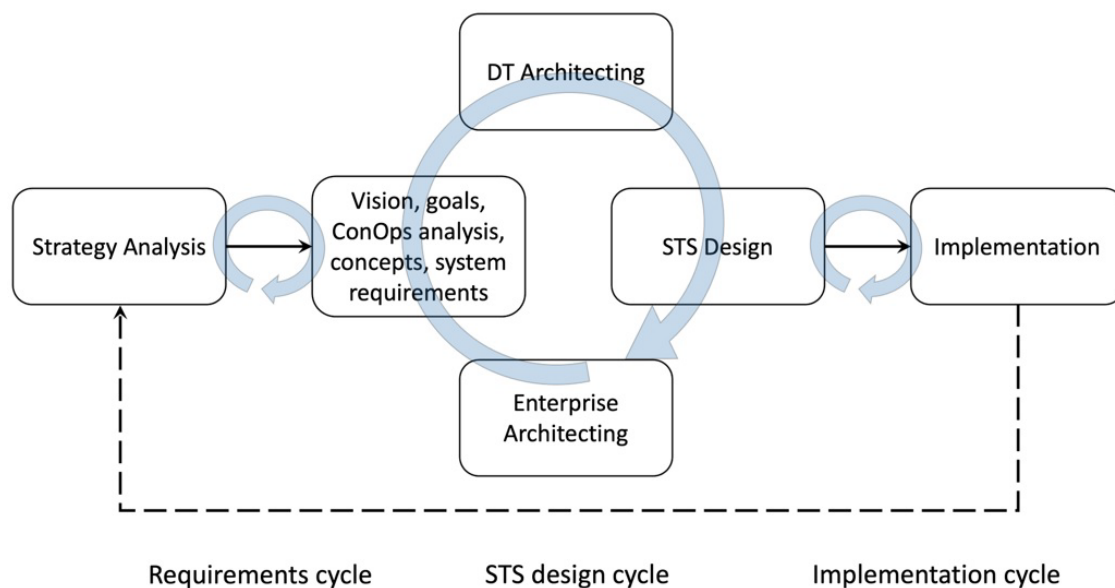 DT Architecting
Strategy Analysis
Vision, goals,
ConOps analysis,
concepts, system
requirements
STS Design
Implementation
Enterprise
Architecting
Requirements cycle
STS design cycle
Implementation cycle